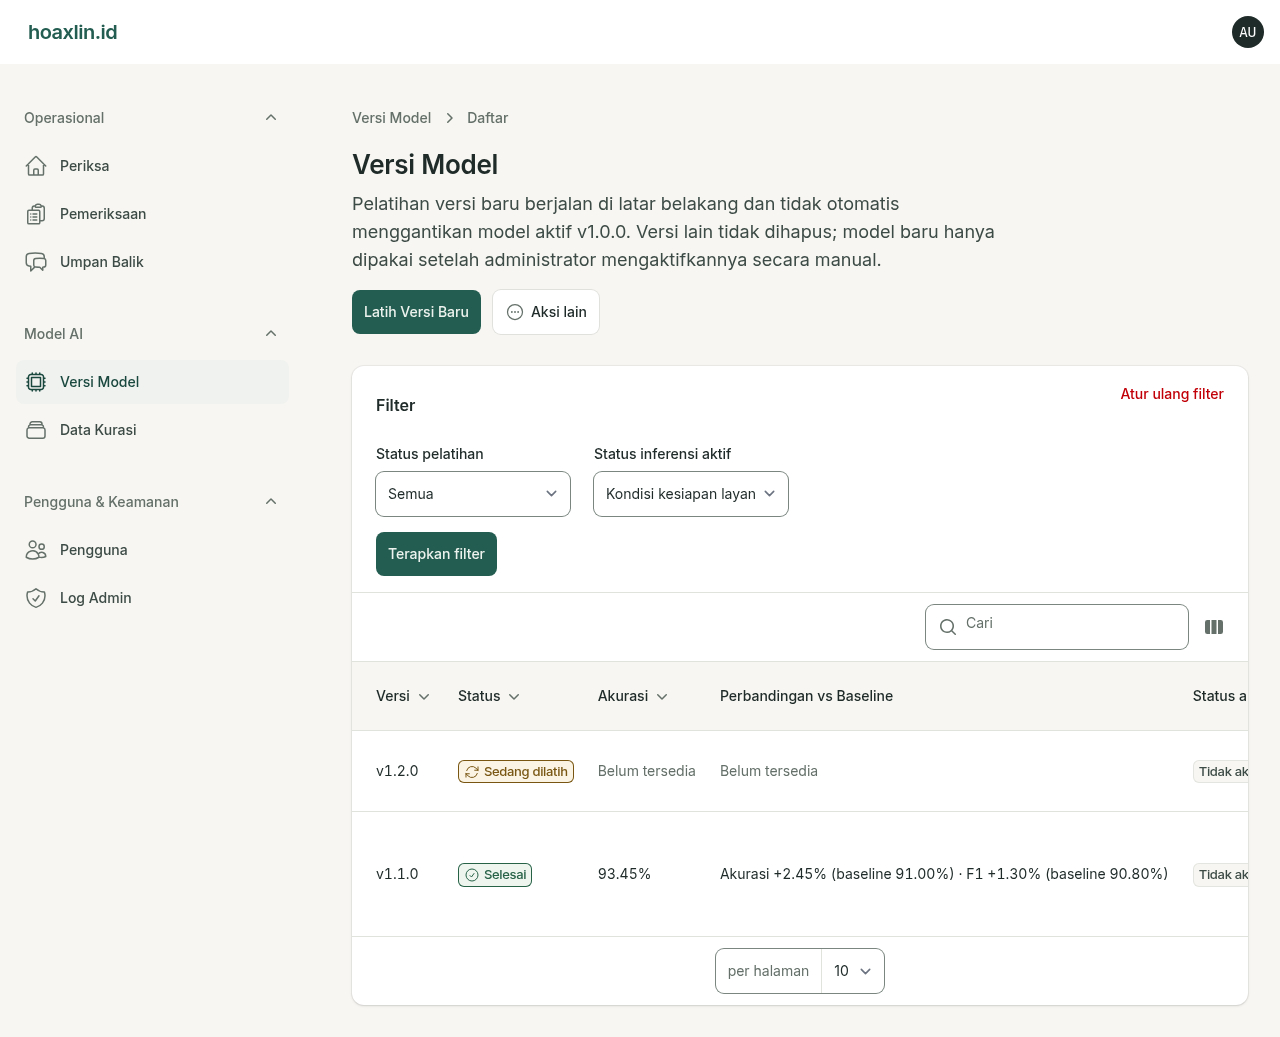 hoaxlin.id
AU
Operasional
Periksa
Pemeriksaan
Umpan Balik
Model AI
Versi Model
Data Kurasi
Pengguna & Keamanan
Pengguna
Log Admin
Versi Model
Daftar
Versi Model
Pelatihan versi baru berjalan di latar belakang dan tidak otomatis
menggantikan model aktif v1.0.0. Versi lain tidak dihapus; model baru hanya
dipakai setelah administrator mengaktifkannya secara manual.
Latih Versi Baru
Aksi lain
Filter
Atur ulang filter
Status pelatihan
Status inferensi aktif
Semua
Kondisi kesiapan layan
Terapkan filter
Cari
Versi Status Akurasi Perbandingan vs Baseline Status a
v1.2.0 Sedang dilatih Belum tersedia Belum tersedia Tidak ak
v1.1.0 Selesai 93.45% Akurasi +2.45% (baseline 91.00%) · F1 +1.30% (baseline 90.80%) Tidak ak
per halaman 10